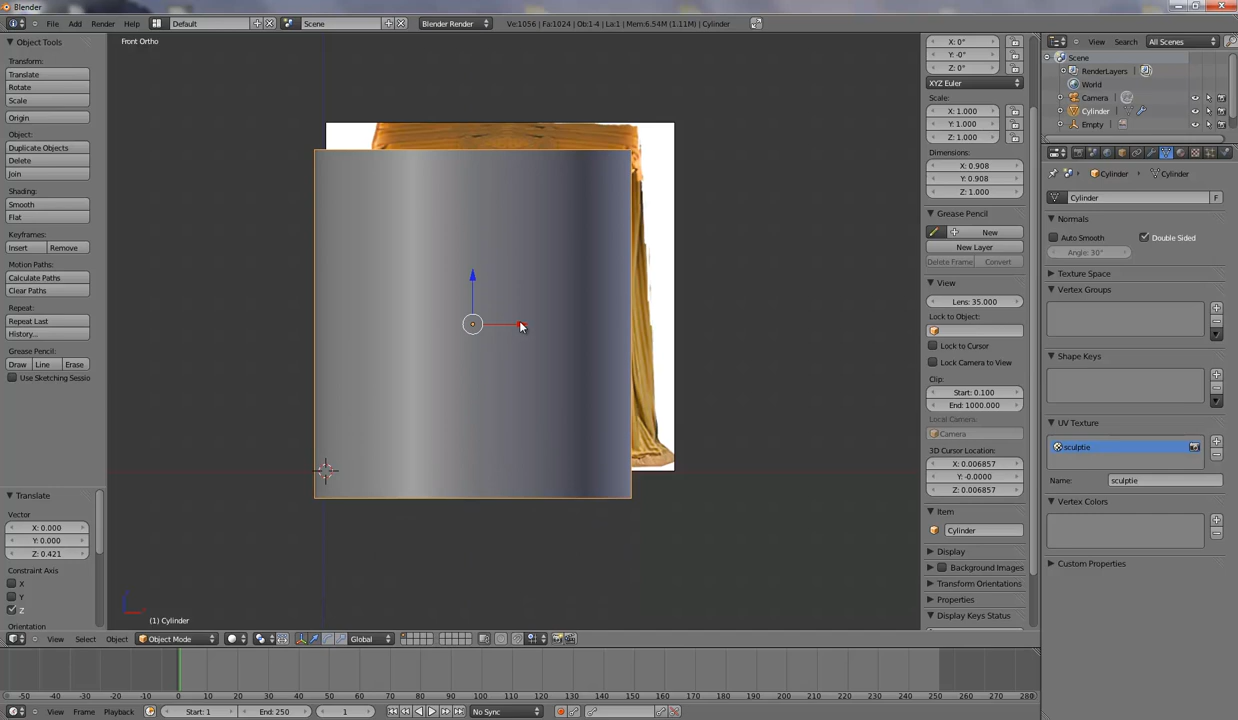 Blender
File Add Render Help Default Scene Blender Render Ve:1056 | Fa:1024 | Ob:1-4 | La:1 | Mem:6.54M (1.11M) | Cylinder
Object Tools
Transform:
Translate
Rotate
Scale
Origin
Object:
Duplicate Objects
Delete
Join
Shading:
Smooth
Flat
Keyframes:
Insert Remove
Motion Paths:
Calculate Paths
Clear Paths
Repeat:
Repeat Last
History...
Grease Pencil:
Draw Line Erase
Use Sketching Sessio
Translate
Vector
X: 0.000
Y: 0.000
Z: 0.421
Constraint Axis
X
Y
Z
Orientation
Front Ortho
(1) Cylinder
X: 0°
Y: -0°
Z: 0°
XYZ Euler
Scale:
X: 1.000
Y: 1.000
Z: 1.000
Dimensions:
X: 0.908
Y: 0.908
Z: 1.000
Grease Pencil
New
New Layer
Delete Frame Convert
View
Lens: 35.000
Lock to Object:
Lock to Cursor
Lock Camera to View
Clip:
Start: 0.100
End: 1000.000
Local Camera:
Camera
3D Cursor Location:
X: 0.006857
Y: -0.0000
Z: 0.006857
Item
Cylinder
Display
Background Images
Transform Orientations
Properties
Display Keys Status
View Search All Scenes
Scene
RenderLayers
World
Camera
Cylinder
Empty
Cylinder Cylinder
Cylinder F
Normals
Auto Smooth Double Sided
Angle: 30°
Texture Space
Vertex Groups
Shape Keys
UV Texture
sculptie
Name: sculptie
Vertex Colors
Custom Properties
View Select Object Object Mode Global
-50 -40 -30 -20 -10 0 10 20 30 40 50 60 70 80 90 100 110 120 130 140 150 160 170 180 190 200 210 220 230 240 250 260 270 280
View Frame Playback Start: 1 End: 250 1 No Sync